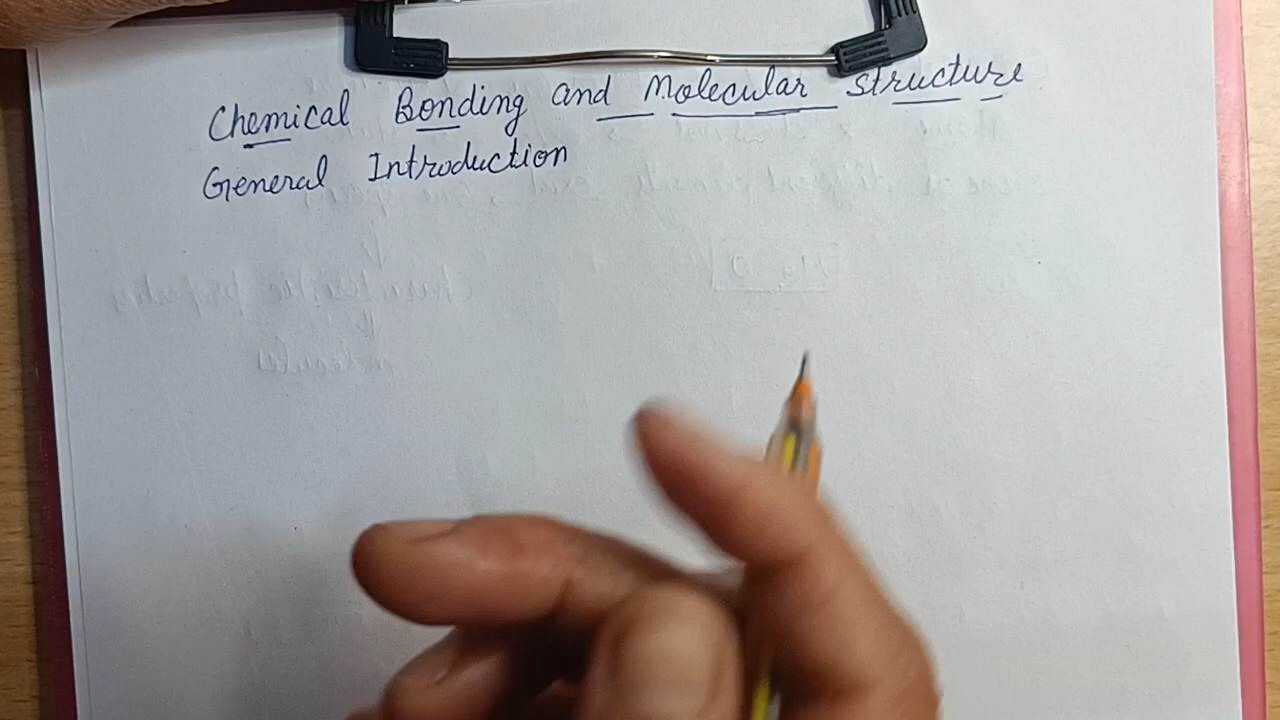 Chemical Bonding and Molecular structure
General Introduction